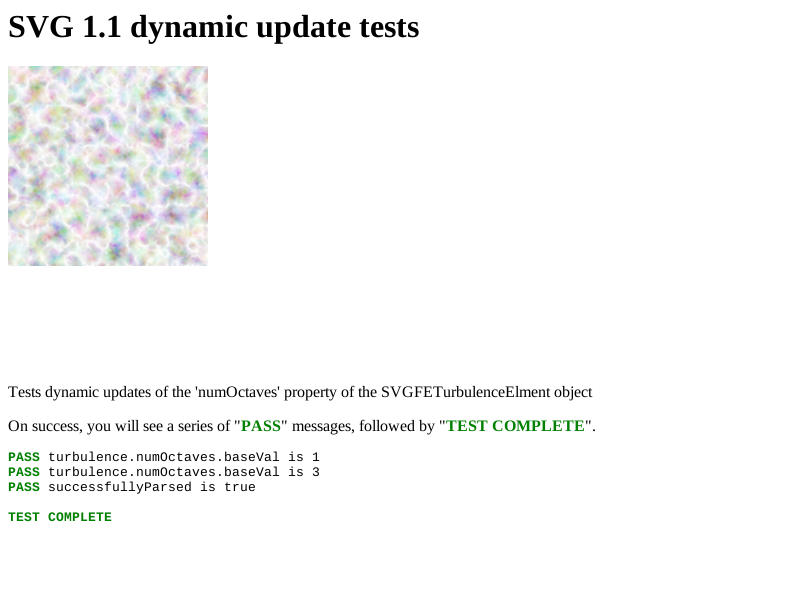 SVG 1.1 dynamic update tests
Tests dynamic updates of the 'numOctaves' property of the SVGFETurbulenceElment object
On success, you will see a series of "PASS" messages, followed by "TEST COMPLETE".
PASS turbulence.numOctaves.baseVal is 1
PASS turbulence.numOctaves.baseVal is 3
PASS successfullyParsed is true
TEST COMPLETE